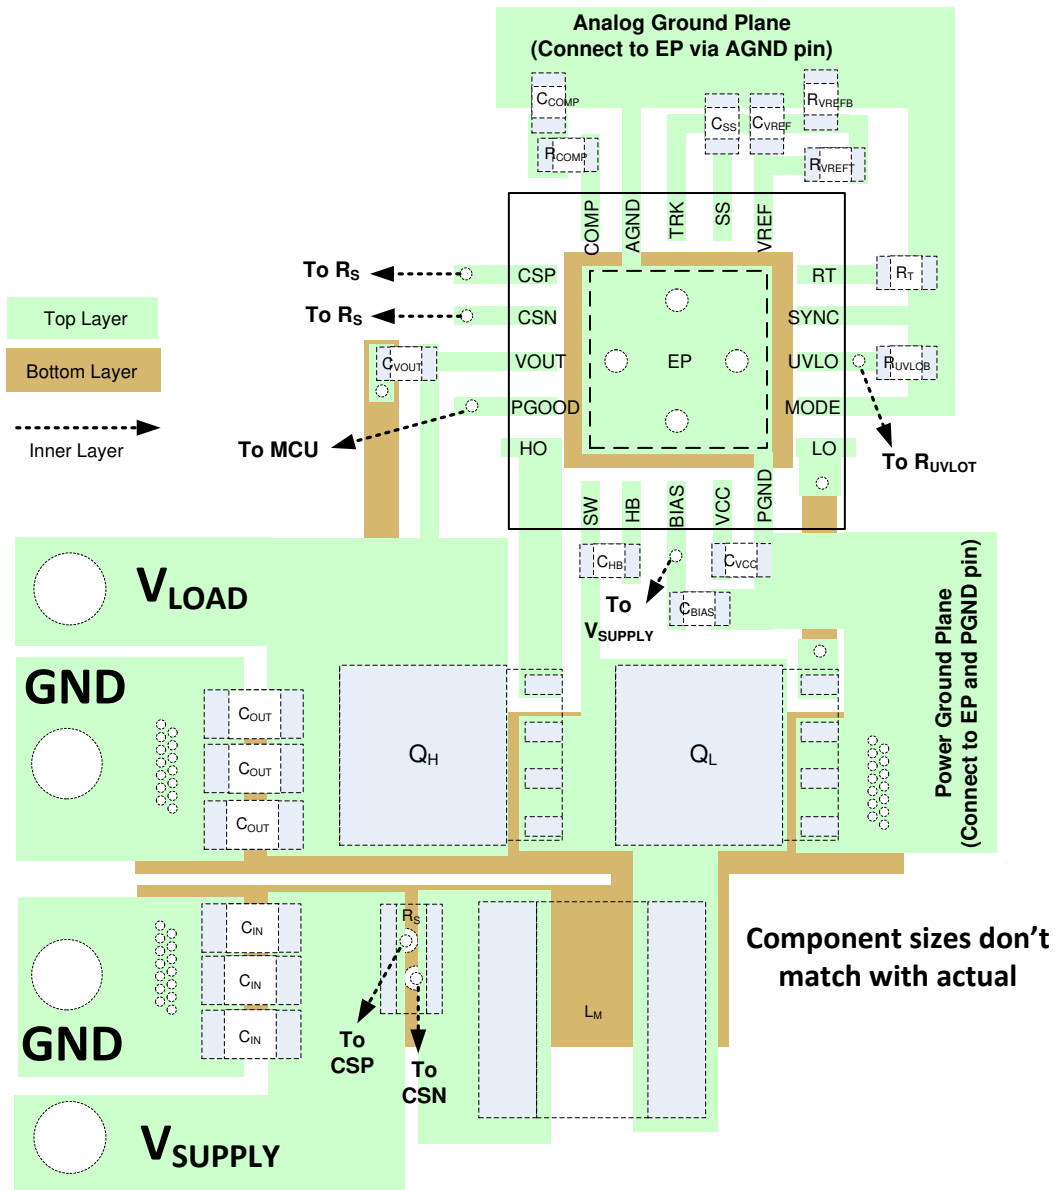 Analog Ground Plane
(Connect to EP via AGND pin)
CCOMP
RCOMP
CSS
CVREF
RVREFB
RVREFT
COMP
AGND
TRK
SS
VREF
To RS
CSP
RT
RT
To RS
CSN
SYNC
Top Layer
Bottom Layer
Inner Layer
CVOUT
VOUT
EP
UVLO
RUVLOB
PGOOD
MODE
To MCU
HO
LO
To RUVLOT
SW
HB
BIAS
VCC
PGND
CHB
CVCC
CBIAS
To
VSUPPLY
VLOAD
GND
COUT
COUT
COUT
QH
QL
Power Ground Plane
(Connect to EP and PGND pin)
CIN
CIN
CIN
RS
GND
To
CSP
To
CSN
LM
Component sizes don't
match with actual
VSUPPLY